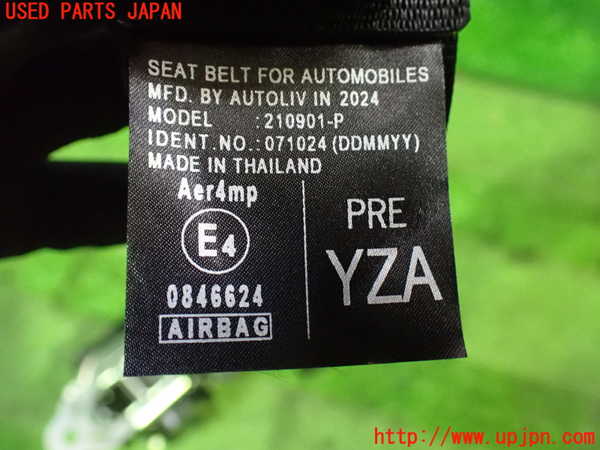 USED PARTS JAPAN
SEAT BELT FOR AUTOMOBILES
MFD. BY AUTOLIV IN 2024
MODEL :210901-P
IDENT.NO.:071024 (DDMMYY)
MADE IN THAILAND
Aer4mp
E4
0846624
AIRBAG
PRE
YZA
http://www.upjpn.com/